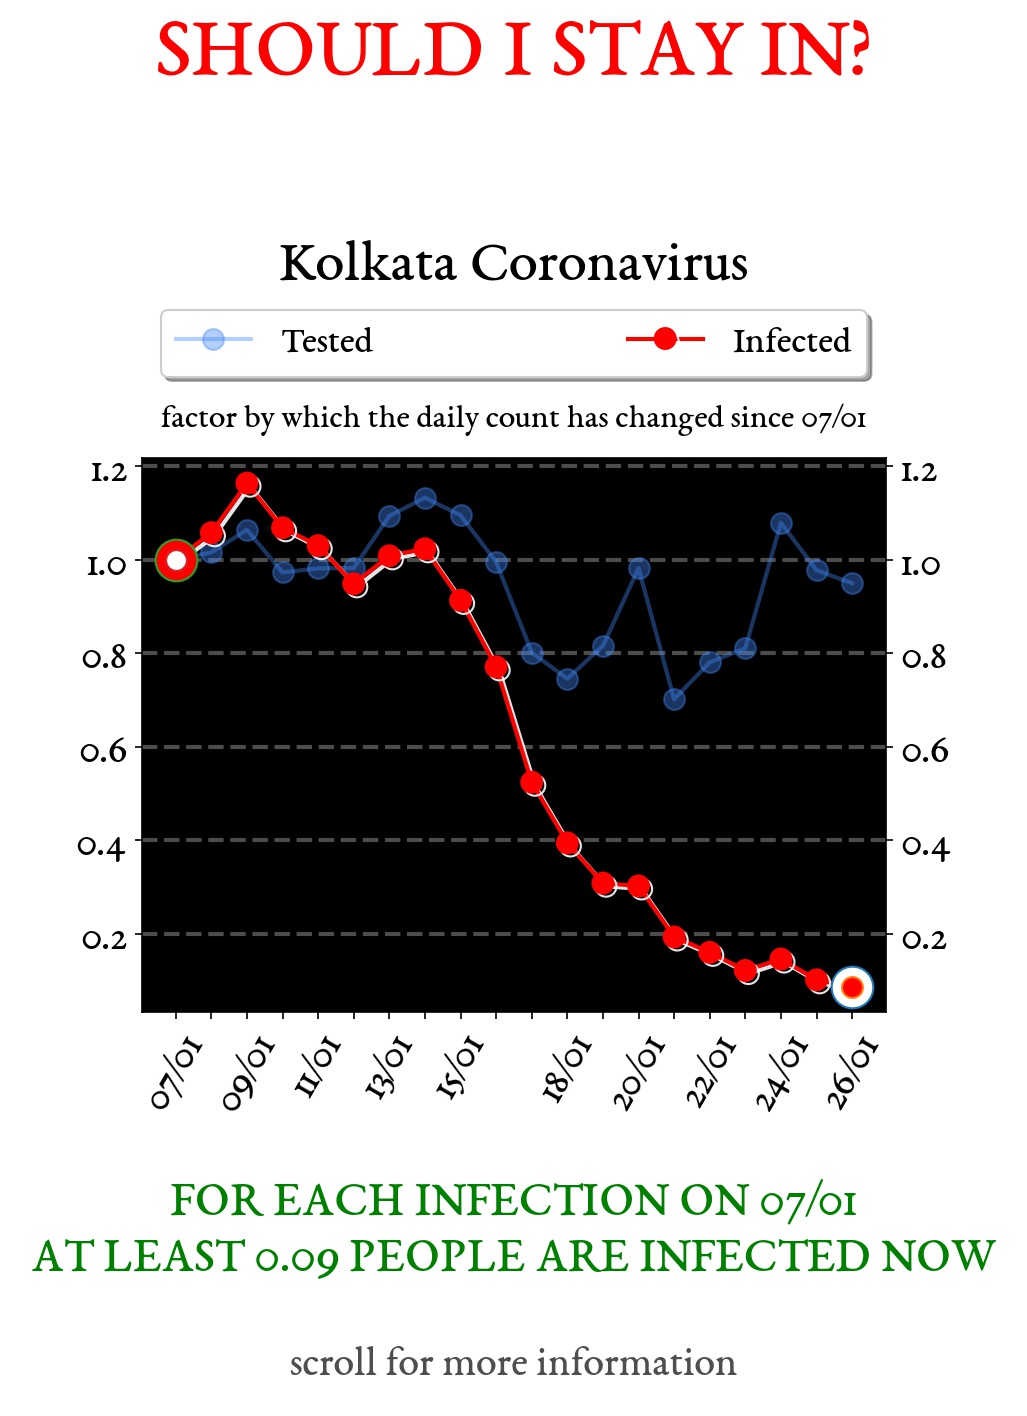 SHOULD I STAY IN?
Kolkata Coronavirus
Tested Infected
factor by which the daily count has changed since 07/01
1.2 1.2
1.0 1.0
0.8 0.8
0.6 0.6
0.4 0.4
0.2 0.2
07/01 09/01 11/01 13/01 15/01 18/01 20/01 22/01 24/01 26/01
FOR EACH INFECTION ON 07/01
AT LEAST 0.09 PEOPLE ARE INFECTED NOW
scroll for more information